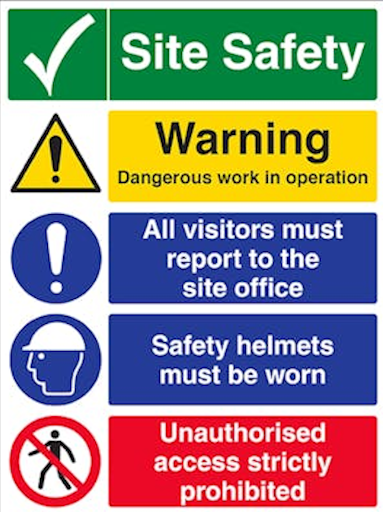 Site Safety
Warning
Dangerous work in operation
All visitors must
report to the
site office
Safety helmets
must be worn
Unauthorised
access strictly
prohibited